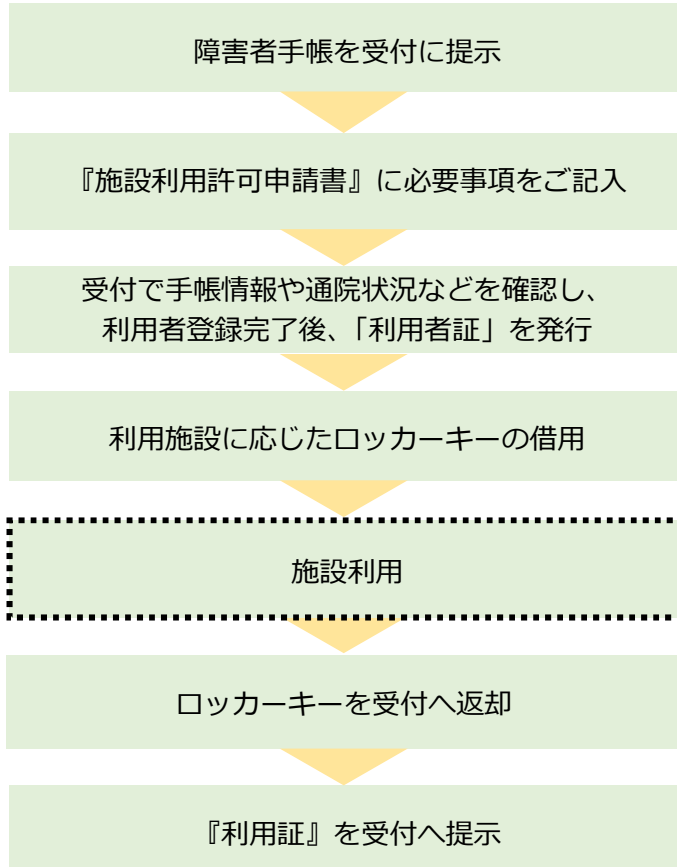 障害者手帳を受付に提示
『施設利用許可申請書』に必要事項をご記入
受付で手帳情報や通院状況などを確認し、
利用者登録完了後、「利用者証」を発行
利用施設に応じたロッカーキーの借用
施設利用
ロッカーキーを受付へ返却
『利用証』を受付へ提示